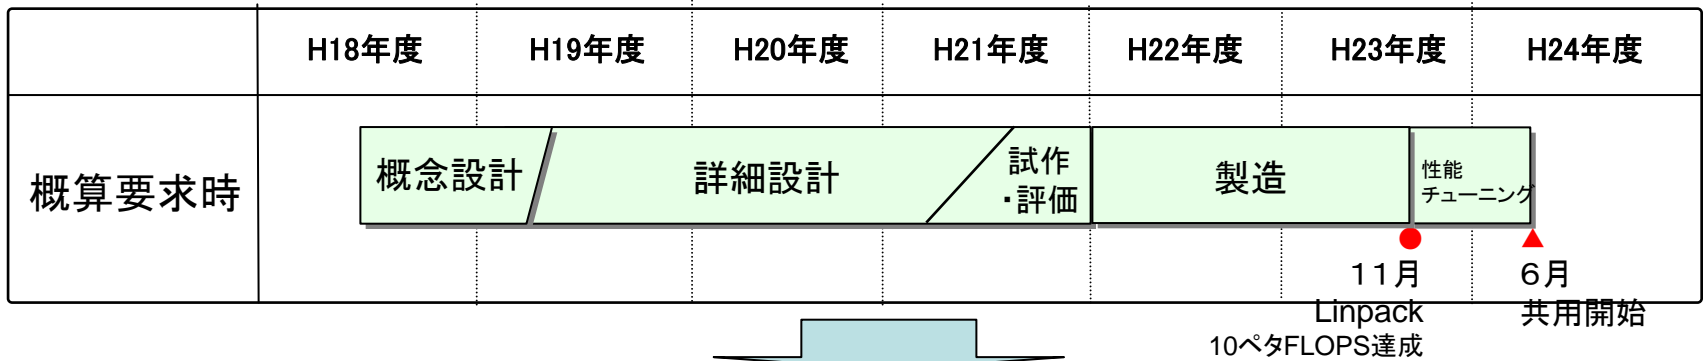 H18年度 H19年度 H20年度 H21年度 H22年度 H23年度 H24年度
概算要求時
概念設計
詳細設計
試作
・評価
製造
性能
チューニング
11月
Linpack
10ペタFLOPS達成
6月
共用開始